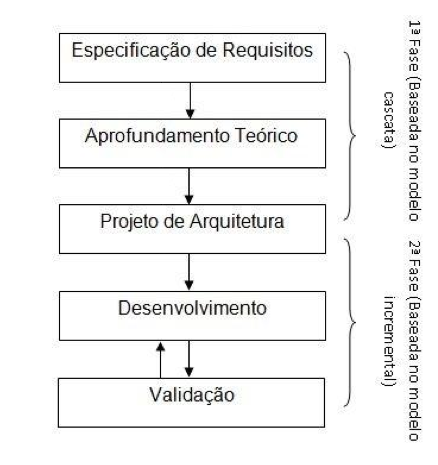 Especificação de Requisitos
Aprofundamento Teórico
Projeto de Arquitetura
Desenvolvimento
Validação
1ª Fase (Baseada no modelo
cascata)
2ª Fase (Baseada no modelo
incremental)